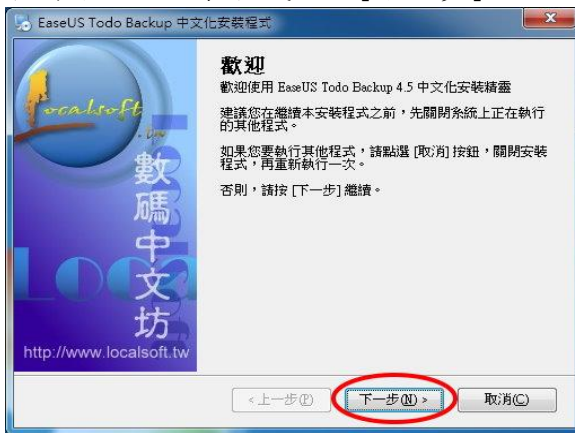 EaseUS Todo Backup 中文化安裝程式
歡迎
歡迎使用 EaseUS Todo Backup 4.5 中文化安裝精靈
建議您在繼續本安裝程式之前，先關閉系統上正在執行
的其他程式。
如果您要執行其他程式，請點選 [取消] 按鈕，關閉安裝
程式，再重新執行一次。
否則，請按 [下一步] 繼續。
Localsoft
.tw
數碼中文坊
http://www.localsoft.tw
<上一步(P)
下一步(N) >
取消(C)